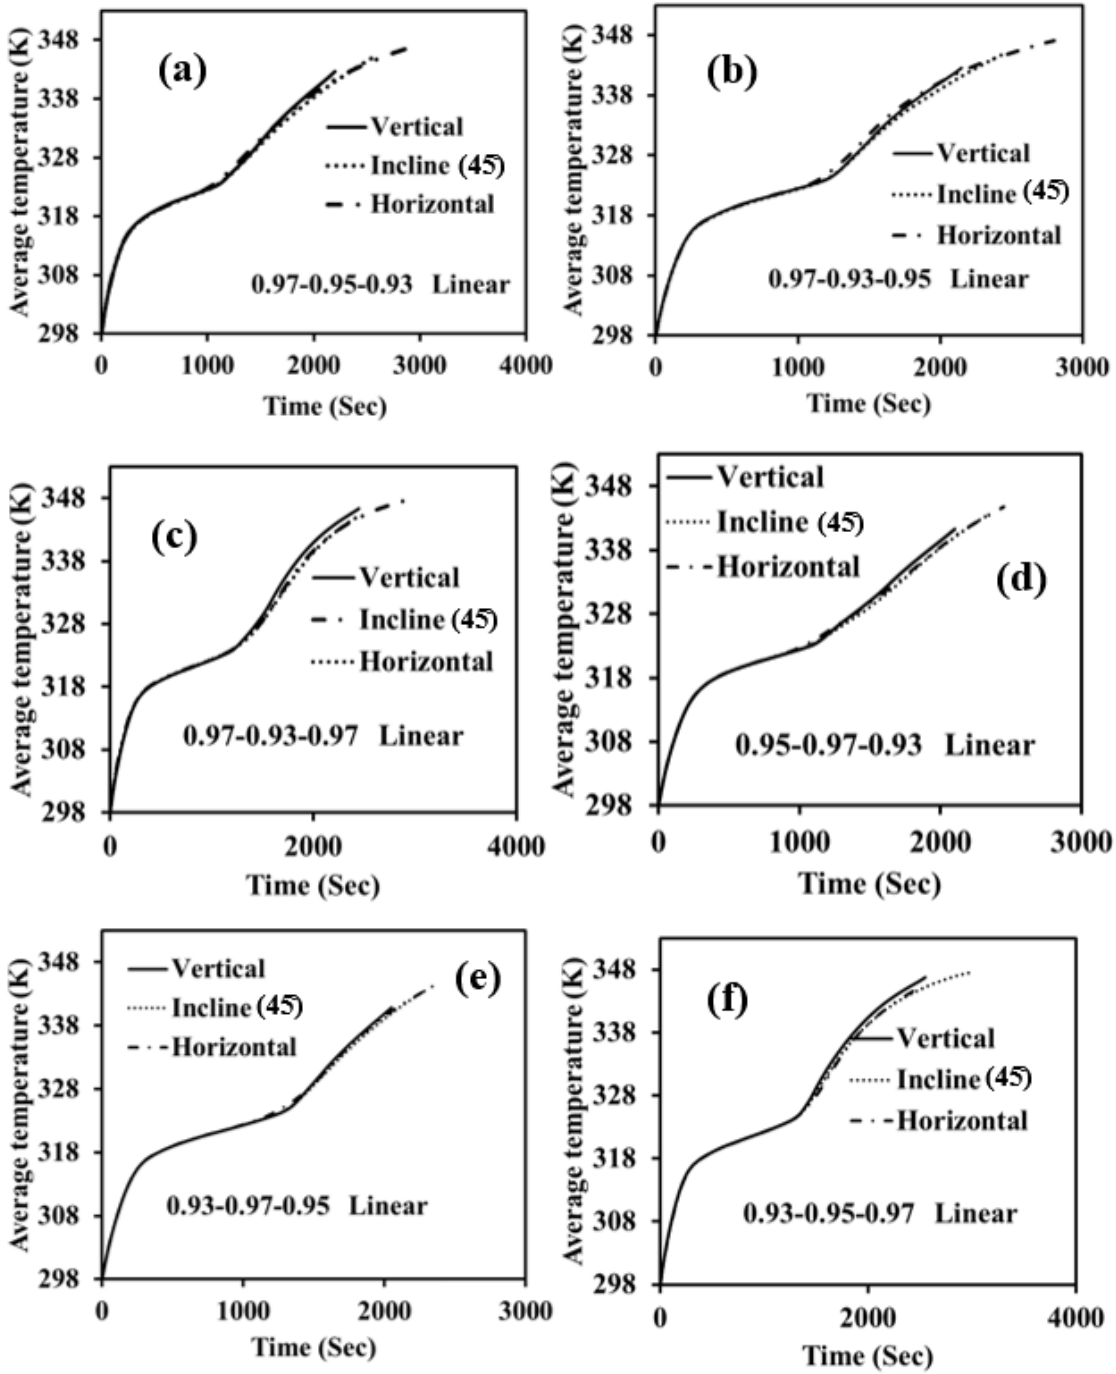 Average temperature (K)
348
338
328
318
308
298
(a)
Vertical
Incline (45)
Horizontal
0.97-0.95-0.93 Linear
0 1000 2000 3000 4000
Time (Sec)
Average temperature (K)
348
338
328
318
308
298
(b)
Vertical
Incline (45)
Horizontal
0.97-0.93-0.95 Linear
0 1000 2000 3000
Time (Sec)
Average temperature (K)
348
338
328
318
308
298
(c)
Vertical
Incline (45)
Horizontal
0.97-0.93-0.97 Linear
0 2000 4000
Time (Sec)
Average temperature (K)
348
338
328
318
308
298
Vertical
Incline (45)
Horizontal
(d)
0.95-0.97-0.93 Linear
0 1000 2000 3000
Time (Sec)
Average temperature (K)
348
338
328
318
308
298
Vertical
Incline (45)
Horizontal
(e)
0.93-0.97-0.95 Linear
0 1000 2000 3000
Time (Sec)
Average temperature (K)
348
338
328
318
308
298
(f)
Vertical
Incline (45)
Horizontal
0.93-0.95-0.97 Linear
0 2000 4000
Time (Sec)